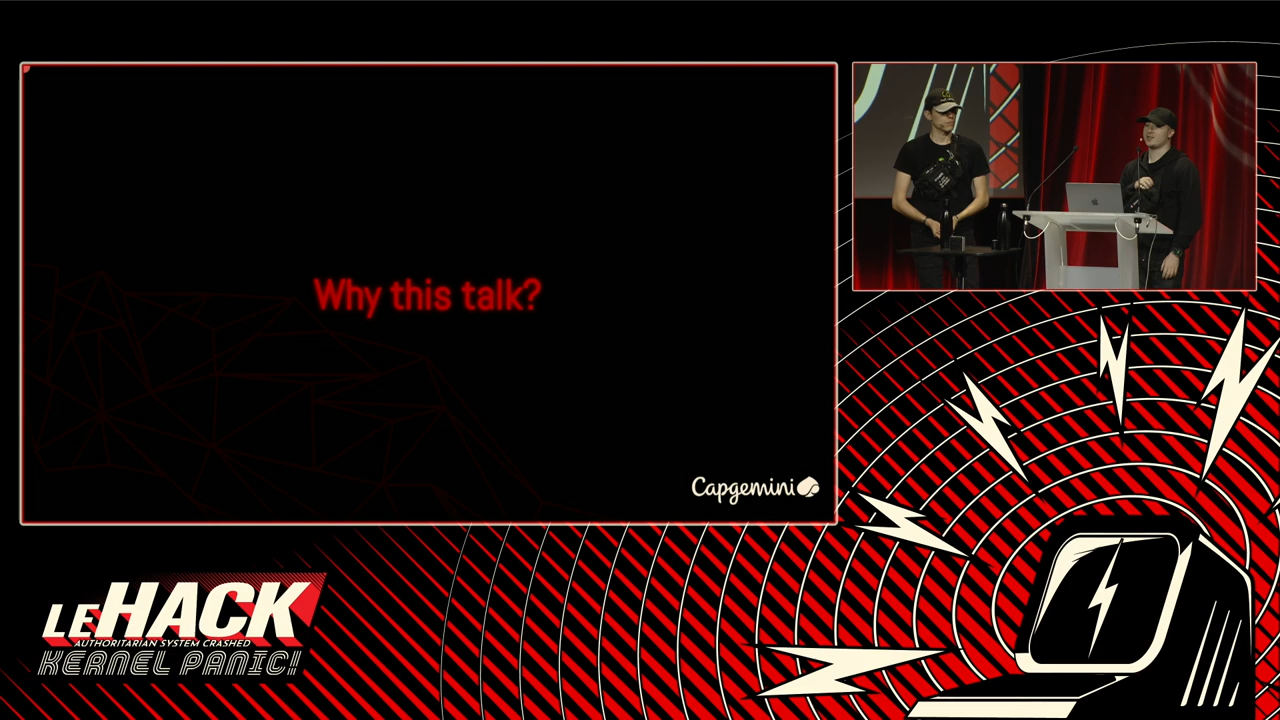 Why this talk?
Capgemini
LEHACK
AUTHORITARIAN SYSTEM CRASHED
KERNEL PANIC!